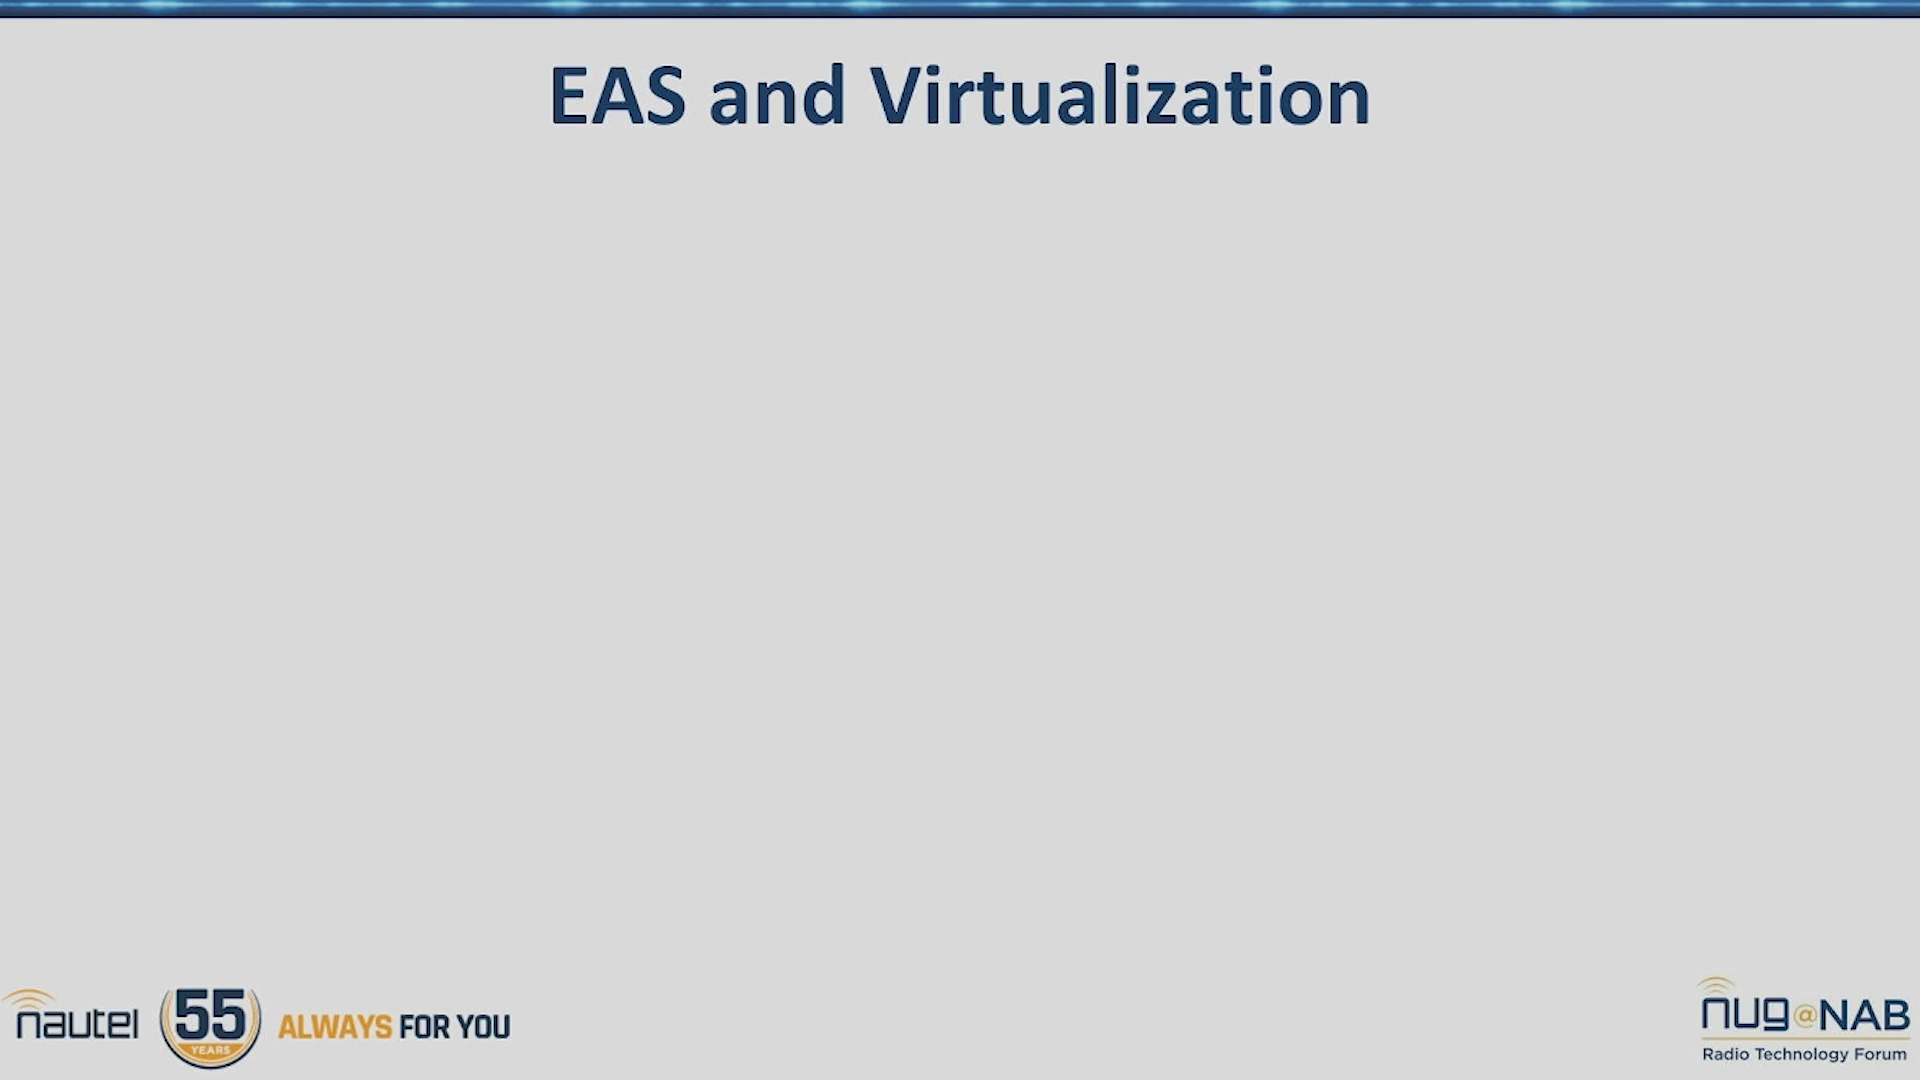 EAS and Virtualization
nautel
55
YEARS
ALWAYS FOR YOU
nug@NAB
Radio Technology Forum